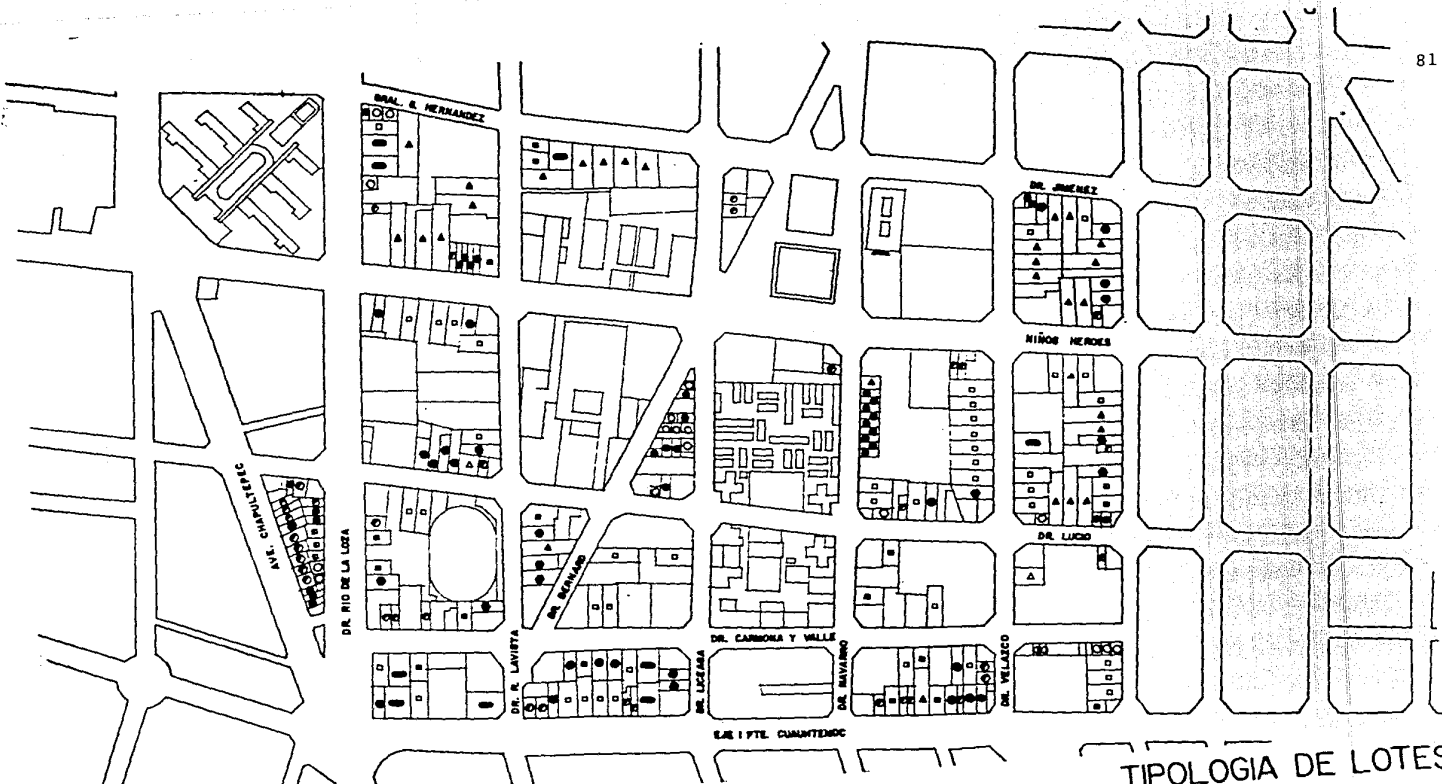 81
GRAL. G. HERNANDEZ
DR. JIMÉNEZ
NIÑOS HEROES
AVE. CHAPULTEPEC
DR. RIO DE LA LOZA
DR. LUCIO
DR. BERNARD
DR. CARMONA Y VALLE
DR. R. LAVISTA
DR. LICEAGA
DR. NAVARRO
DR. VELAZCO
EJE 1 PTE. CUAUHTEMOC
TIPOLOGIA DE LOTES